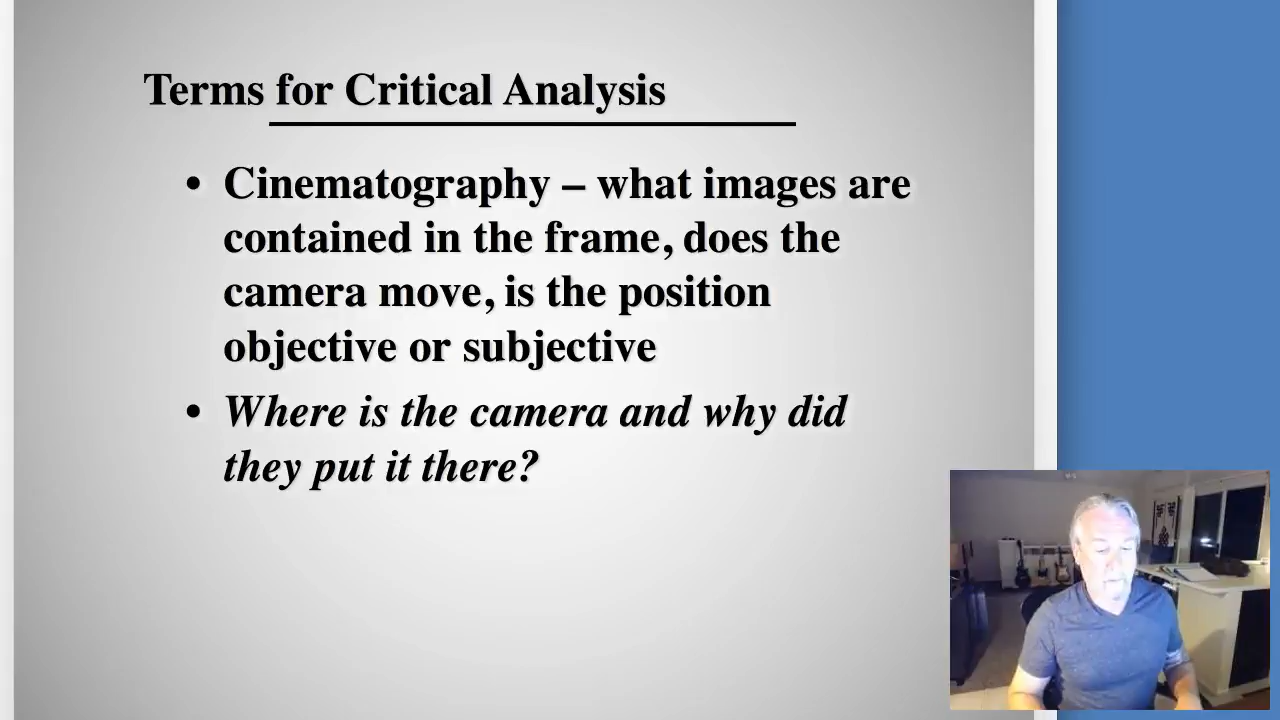 Terms for Critical Analysis
• Cinematography – what images are
contained in the frame, does the
camera move, is the position
objective or subjective
• Where is the camera and why did
they put it there?